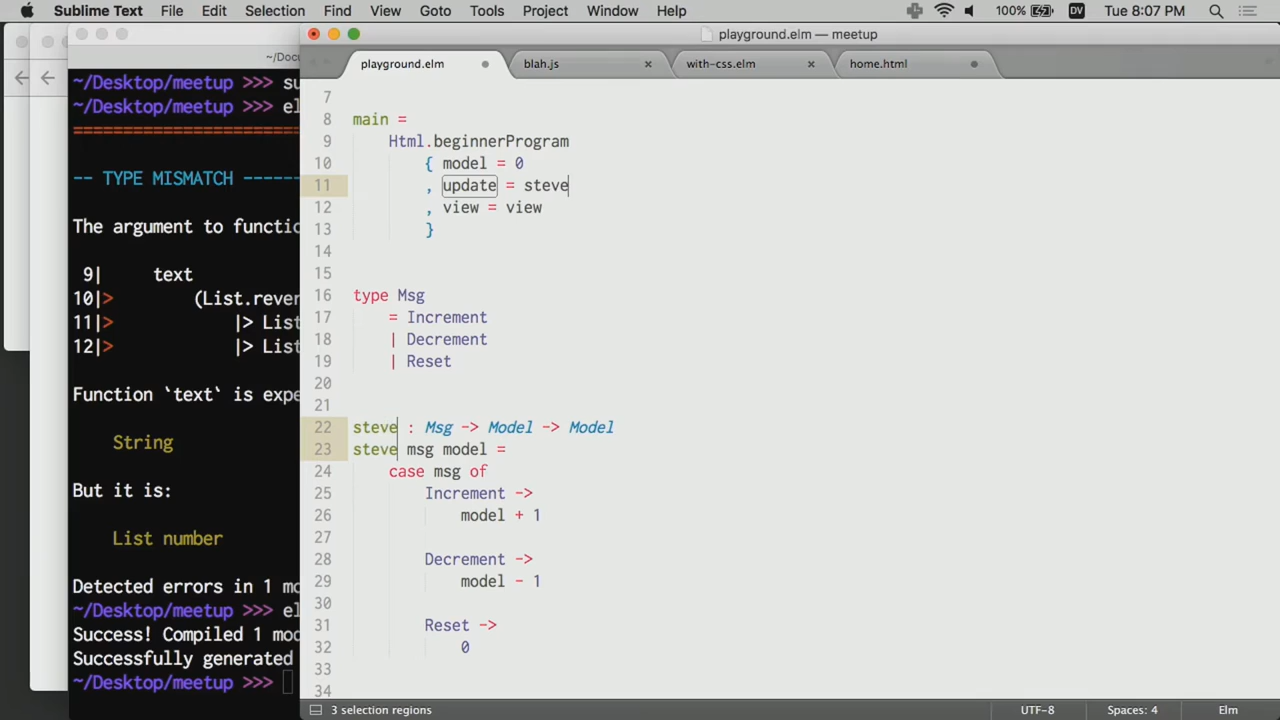 Sublime Text File Edit Selection Find View Goto Tools Project Window Help 100% DV Tue 8:07 PM
playground.elm — meetup
~/Docu
playground.elm blah.js with-css.elm home.html
~/Desktop/meetup >>> su
~/Desktop/meetup >>> el
-- TYPE MISMATCH ------
The argument to functio
9| text
10|> (List.rever
11|> |> List
12|> |> List
Function `text` is expe
String
But it is:
List number
Detected errors in 1 mo
~/Desktop/meetup >>> el
Success! Compiled 1 mod
Successfully generated
~/Desktop/meetup >>>
7
8 main =
9 Html.beginnerProgram
10 { model = 0
11 , update = steve
12 , view = view
13 }
14
15
16 type Msg
17 = Increment
18 | Decrement
19 | Reset
20
21
22 steve : Msg -> Model -> Model
23 steve msg model =
24 case msg of
25 Increment ->
26 model + 1
27
28 Decrement ->
29 model - 1
30
31 Reset ->
32 0
33
34
3 selection regions UTF-8 Spaces: 4 Elm